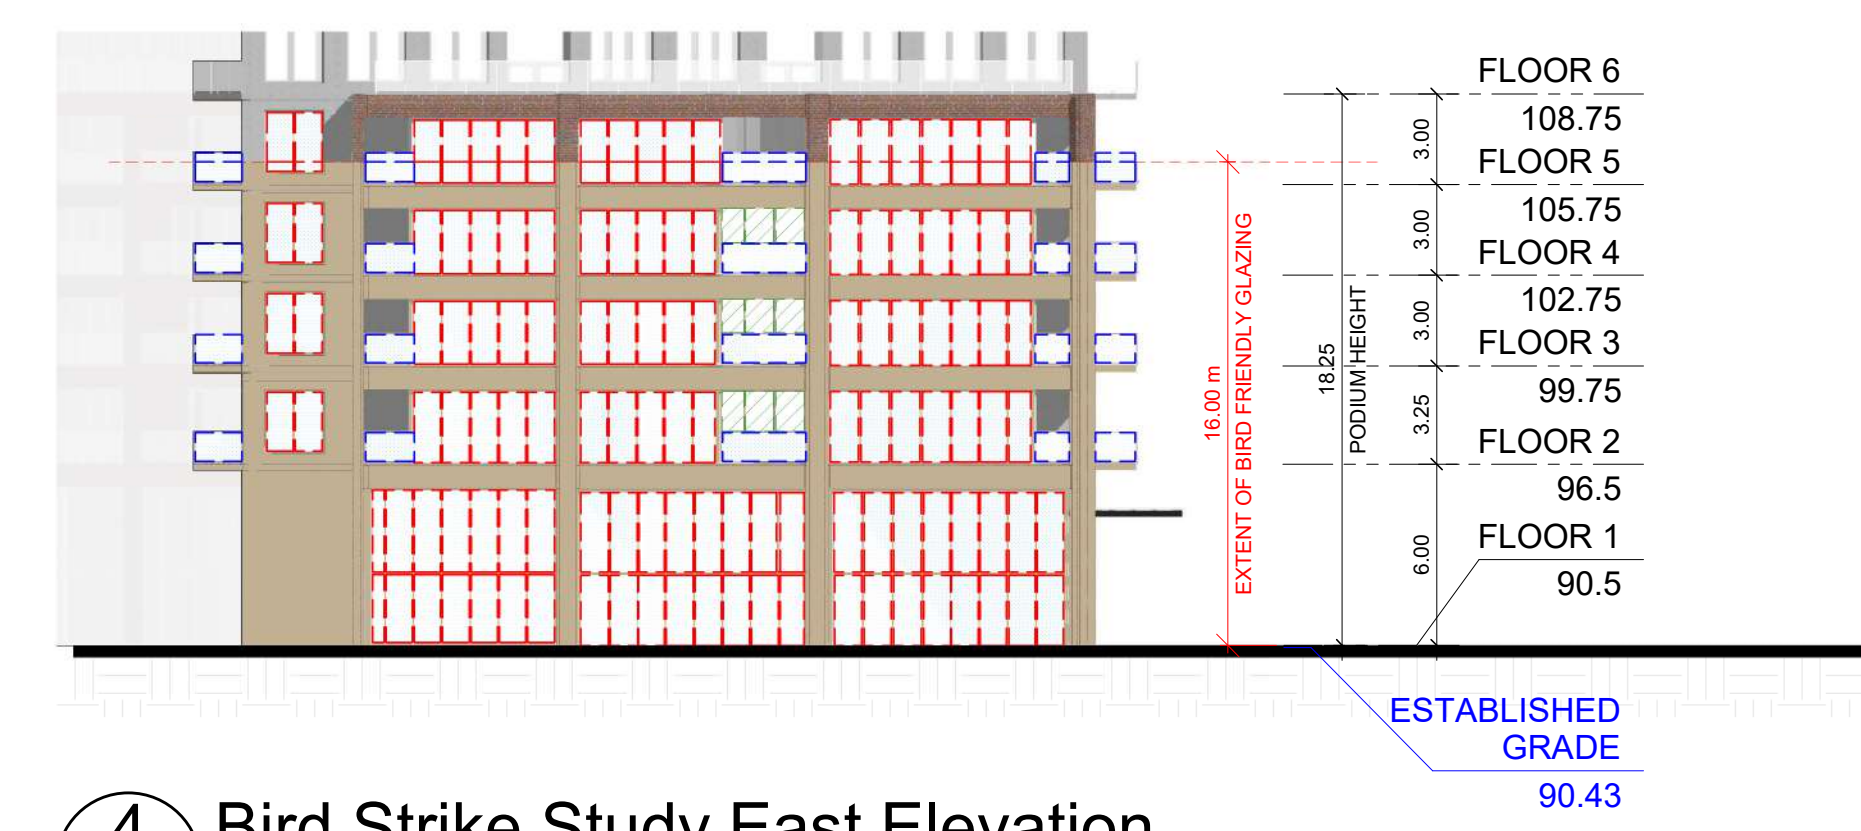 FLOOR 6
108.75
3.00
FLOOR 5
105.75
3.00
FLOOR 4
102.75
3.00
FLOOR 3
99.75
3.25
FLOOR 2
96.5
6.00
FLOOR 1
90.5
18.25
PODIUM HEIGHT
16.00 m
EXTENT OF BIRD FRIENDLY GLAZING
ESTABLISHED
GRADE
90.43
4
Bird Strike Study East Elevation